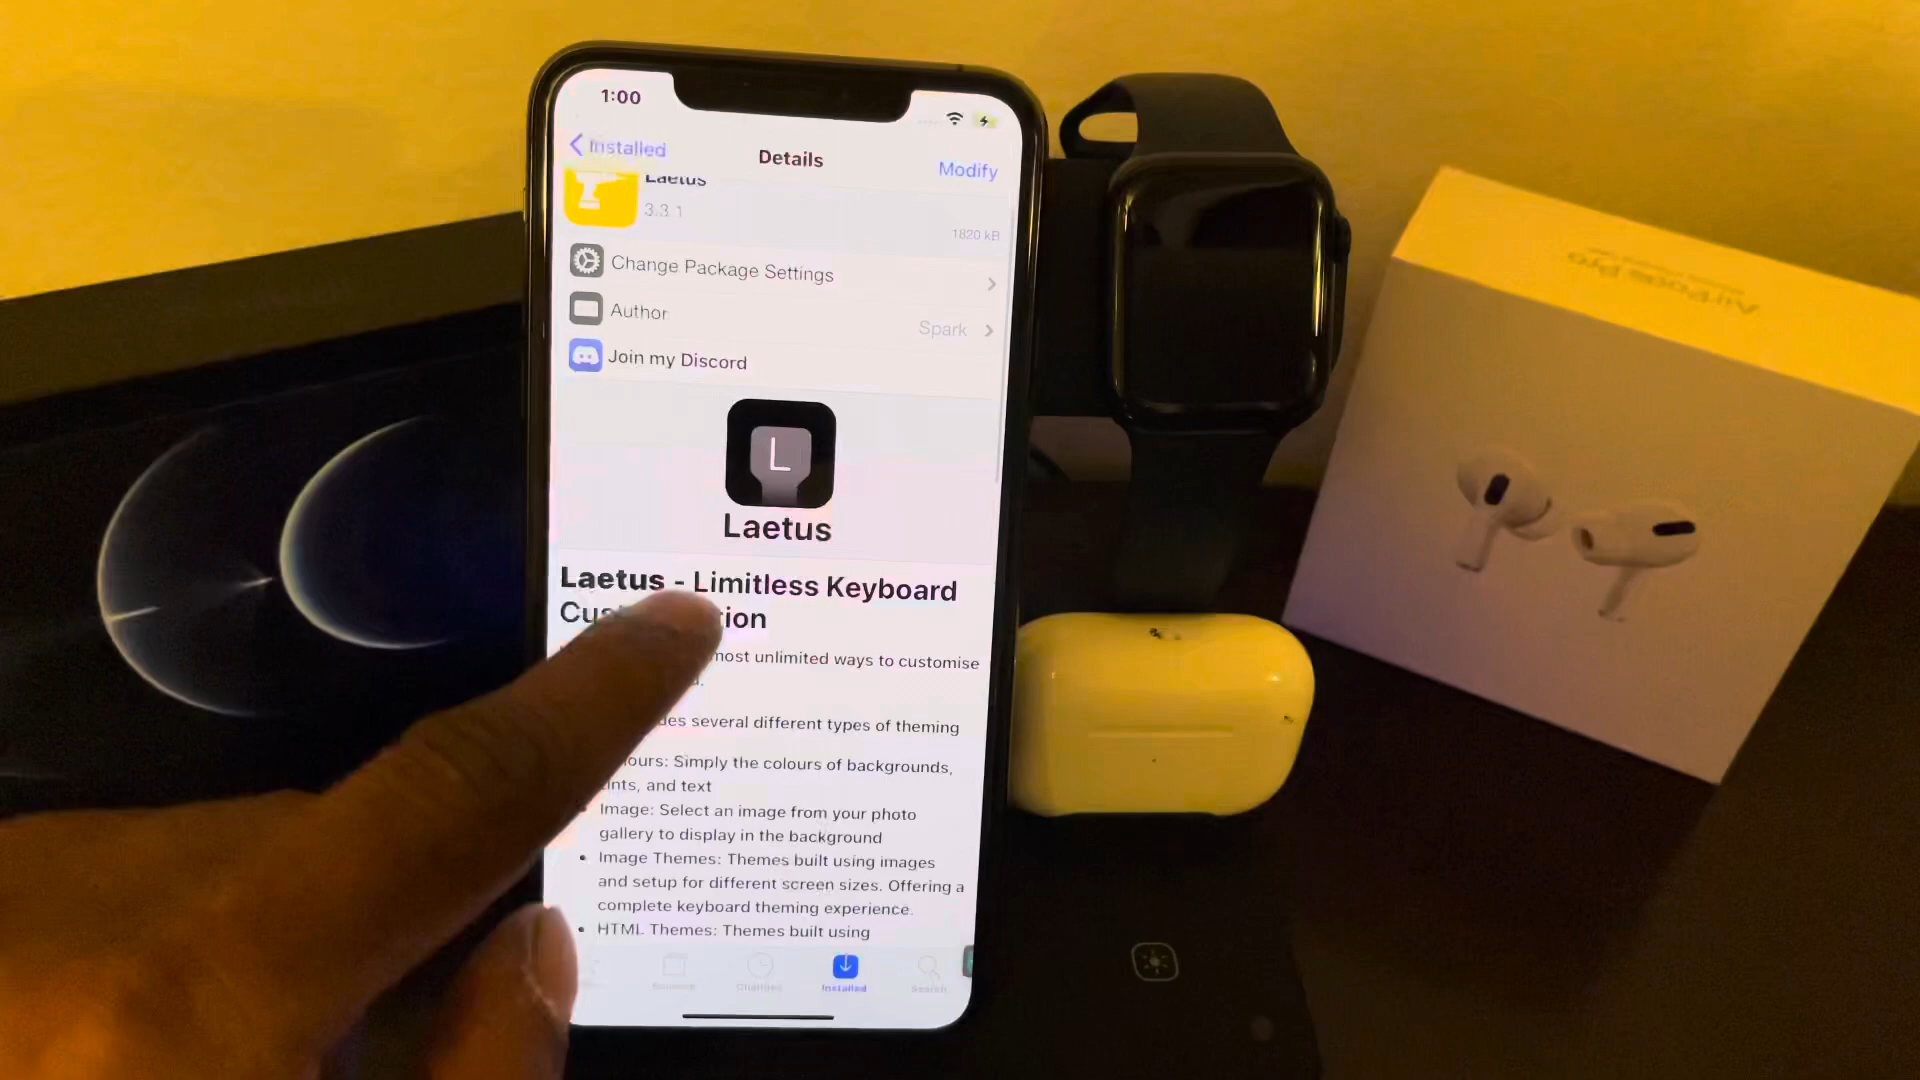 1:00
Installed
Details
Modify
Laetus
3.3.1
1820 kB
Change Package Settings
Author
Spark
Join my Discord
L
Laetus
Laetus - Limitless Keyboard
most unlimited ways to customise
several different types of theming
Simply the colours of backgrounds,
and text
Image: Select an image from your photo
gallery to display in the background
Image Themes: Themes built using images
and setup for different screen sizes. Offering a
complete keyboard theming experience.
HTML Themes: Themes built using
Changes
Installed
Search
AirPods Pro